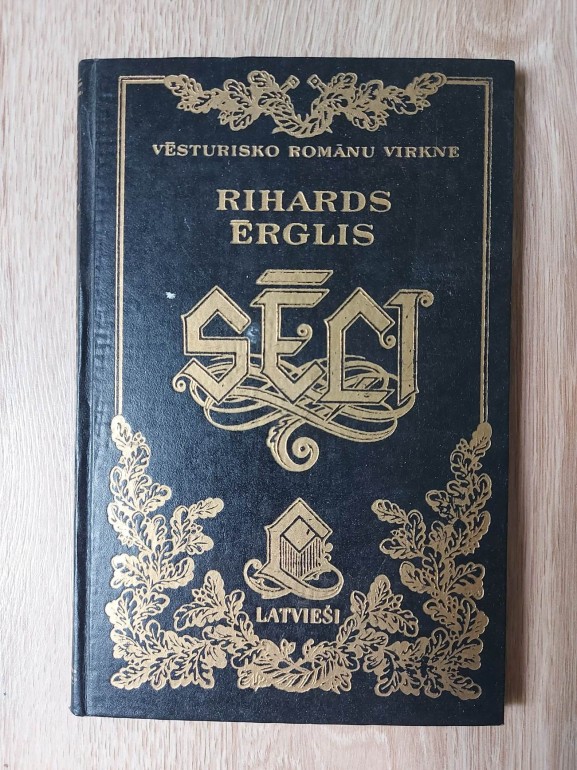 VĒSTURISKO ROMĀNU VIRKNE
RIHARDS
ĒRGLIS
SĒĻI
LATVIEŠI